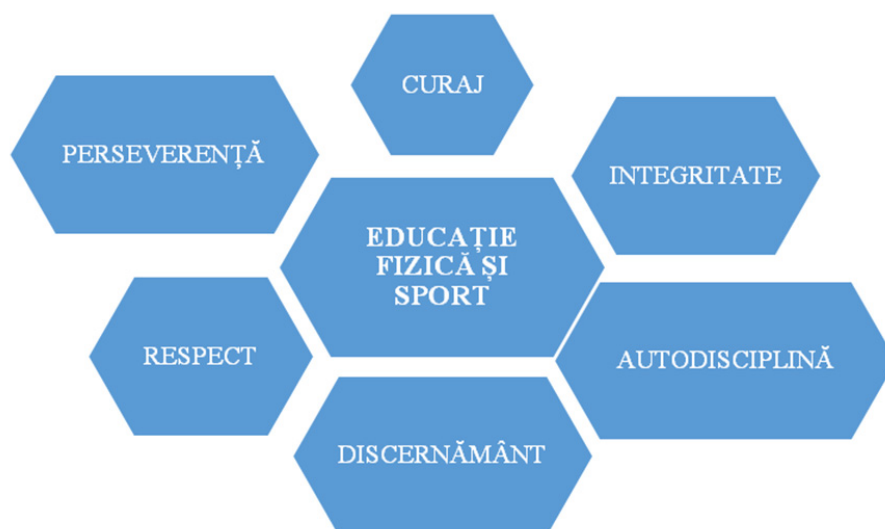 CURAJ
PERSEVERENȚĂ
INTEGRITATE
EDUCAȚIE
FIZICĂ ȘI
SPORT
RESPECT
AUTODISCIPLINĂ
DISCERNĂMÂNT